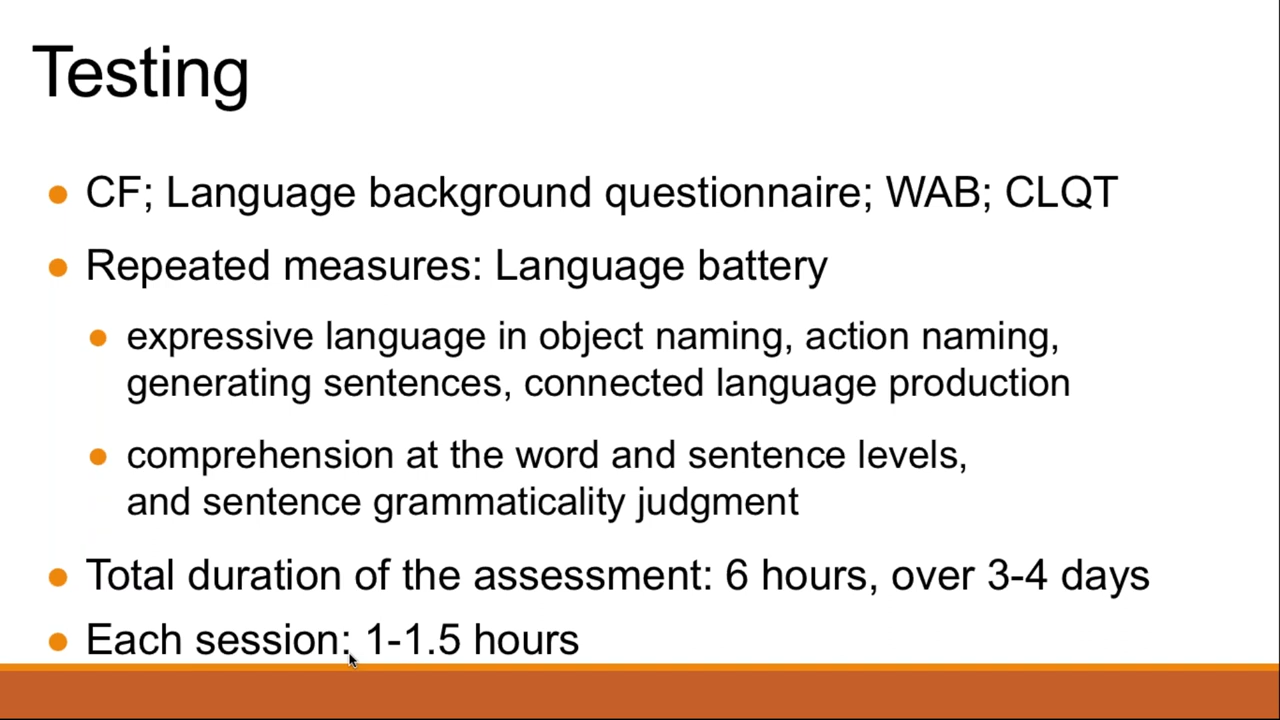 Testing
CF; Language background questionnaire; WAB; CLQT
Repeated measures: Language battery
expressive language in object naming, action naming,
generating sentences, connected language production
comprehension at the word and sentence levels,
and sentence grammaticality judgment
Total duration of the assessment: 6 hours, over 3-4 days
Each session: 1-1.5 hours